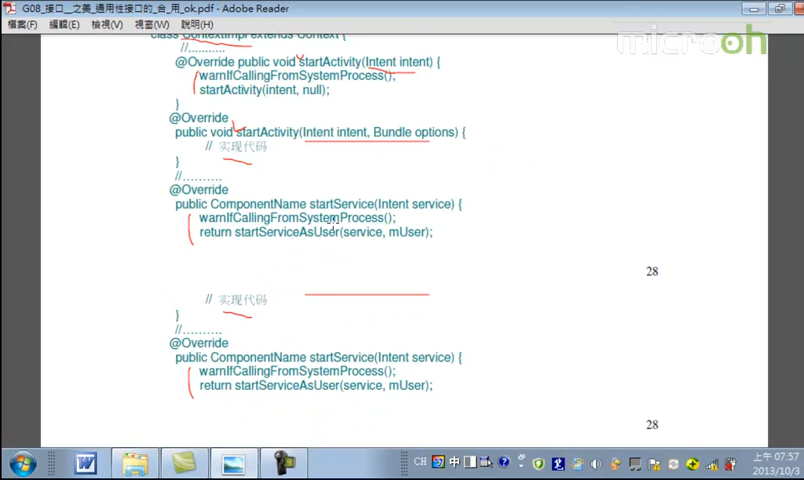 G08_接口__之美_通用性接口的_合_用_ok.pdf - Adobe Reader
檔案(F) 編輯(E) 檢視(V) 視窗(W) 說明(H)
microoh
class ContextImpl extends Context {
//..........
@Override public void startActivity(Intent intent) {
warnIfCallingFromSystemProcess();
startActivity(intent, null);
}
@Override
public void startActivity(Intent intent, Bundle options) {
// 实现代码
}
//..........
@Override
public ComponentName startService(Intent service) {
warnIfCallingFromSystemProcess();
return startServiceAsUser(service, mUser);
28
// 实现代码
}
//..........
@Override
public ComponentName startService(Intent service) {
warnIfCallingFromSystemProcess();
return startServiceAsUser(service, mUser);
28
CH 中
上午 07:57
2013/10/3